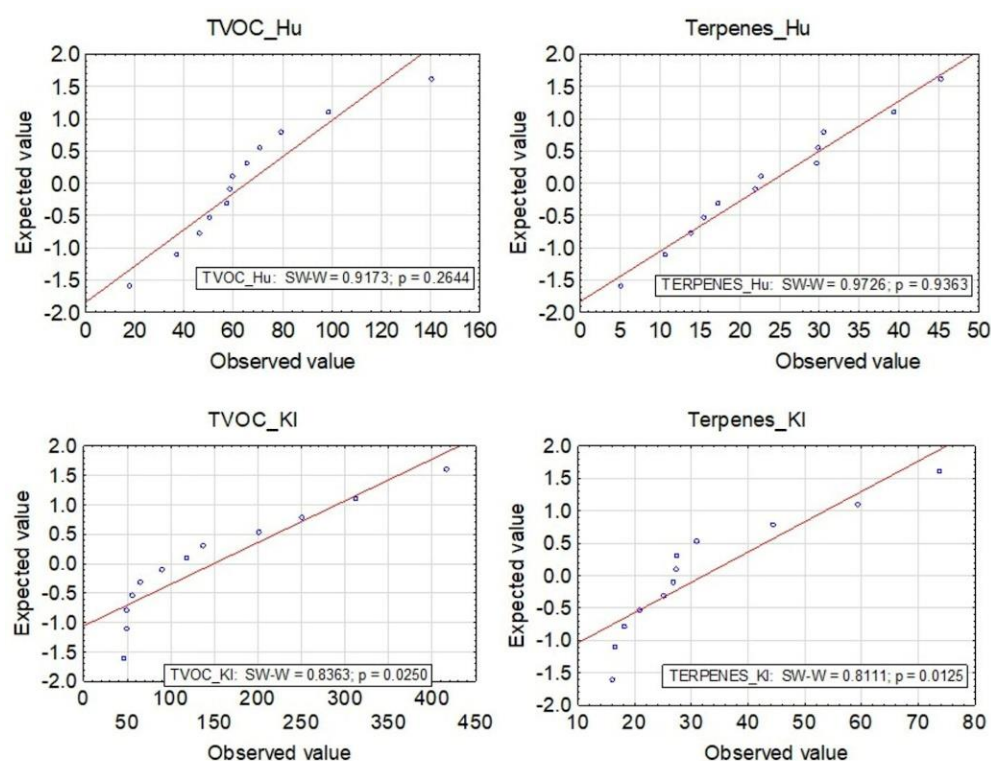 TVOC_Hu
Expected value
2.0
1.5
1.0
0.5
0.0
-0.5
-1.0
-1.5
-2.0
TVOC_Hu: SW-W = 0.9173; p = 0.2644
0 20 40 60 80 100 120 140 160
Observed value
Terpenes_Hu
Expected value
2.0
1.5
1.0
0.5
0.0
-0.5
-1.0
-1.5
-2.0
TERPENES_Hu: SW-W = 0.9726; p = 0.9363
0 5 10 15 20 25 30 35 40 45 50
Observed value
TVOC_KI
Expected value
2.0
1.5
1.0
0.5
0.0
-0.5
-1.0
-1.5
-2.0
TVOC_KI: SW-W = 0.8363; p = 0.0250
0 100 200 300 400
50 150 250 350 450
Observed value
Terpenes_KI
Expected value
2.0
1.5
1.0
0.5
0.0
-0.5
-1.0
-1.5
-2.0
TERPENES_KI: SW-W = 0.8111; p = 0.0125
10 20 30 40 50 60 70 80
Observed value